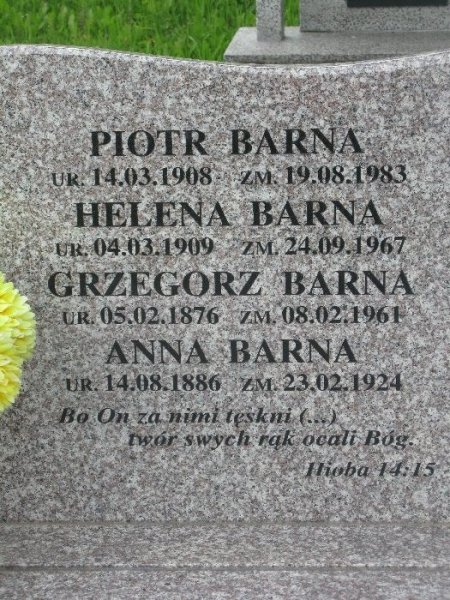 PIOTR BARNA
UR. 14.03.1908 ZM. 19.08.1983
HELENA BARNA
UR. 04.03.1909 ZM. 24.09.1967
GRZEGORZ BARNA
UR. 05.02.1876 ZM. 08.02.1961
ANNA BARNA
UR. 14.08.1886 ZM. 23.02.1924
Bo On za nimi tęskni (...)
twór swych rąk ocali Bóg.
Hioba 14:15